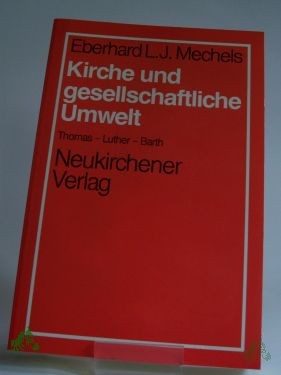 Eberhard L.J. Mechels
Kirche und
gesellschaftliche
Umwelt
Thomas – Luther – Barth
Neukirchener
Verlag